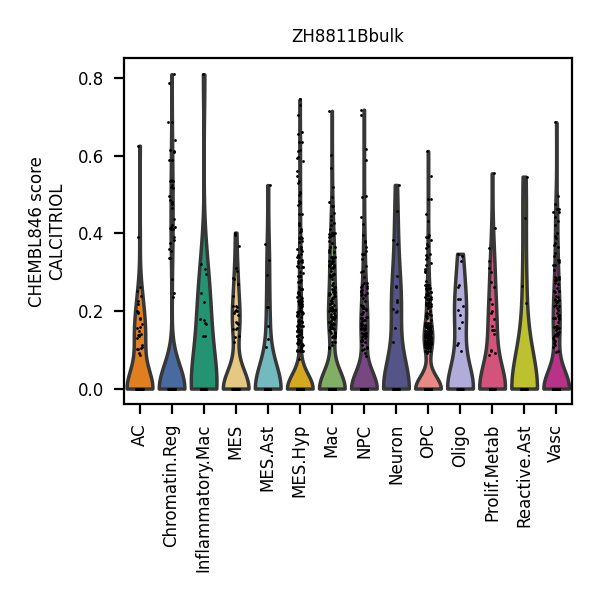 ZH8811Bbulk
CHEMBL846 score
CALCITRIOL
0.8
0.6
0.4
0.2
0.0
AC
Chromatin.Reg
Inflammatory.Mac
MES
MES.Ast
MES.Hyp
Mac
NPC
Neuron
OPC
Oligo
Prolif.Metab
Reactive.Ast
Vasc